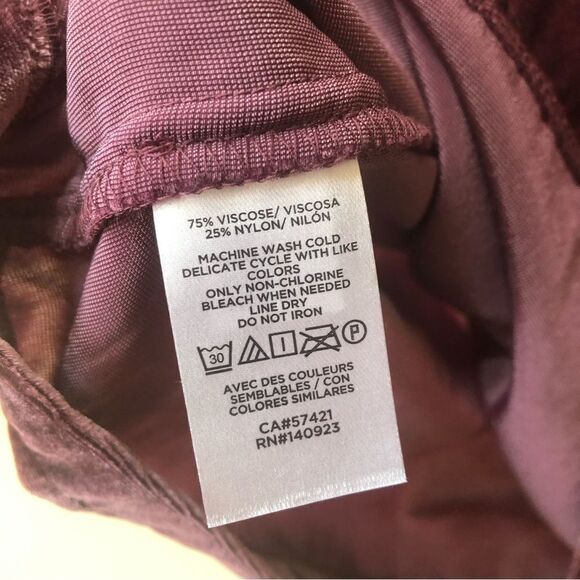 75% VISCOSE/ VISCOSA
25% NYLON/ NILÓN
MACHINE WASH COLD
DELICATE CYCLE WITH LIKE
COLORS
ONLY NON-CHLORINE
BLEACH WHEN NEEDED
LINE DRY
DO NOT IRON
30 P
AVEC DES COULEURS
SEMBLABLES / CON
COLORES SIMILARES
CA#57421
RN#140923